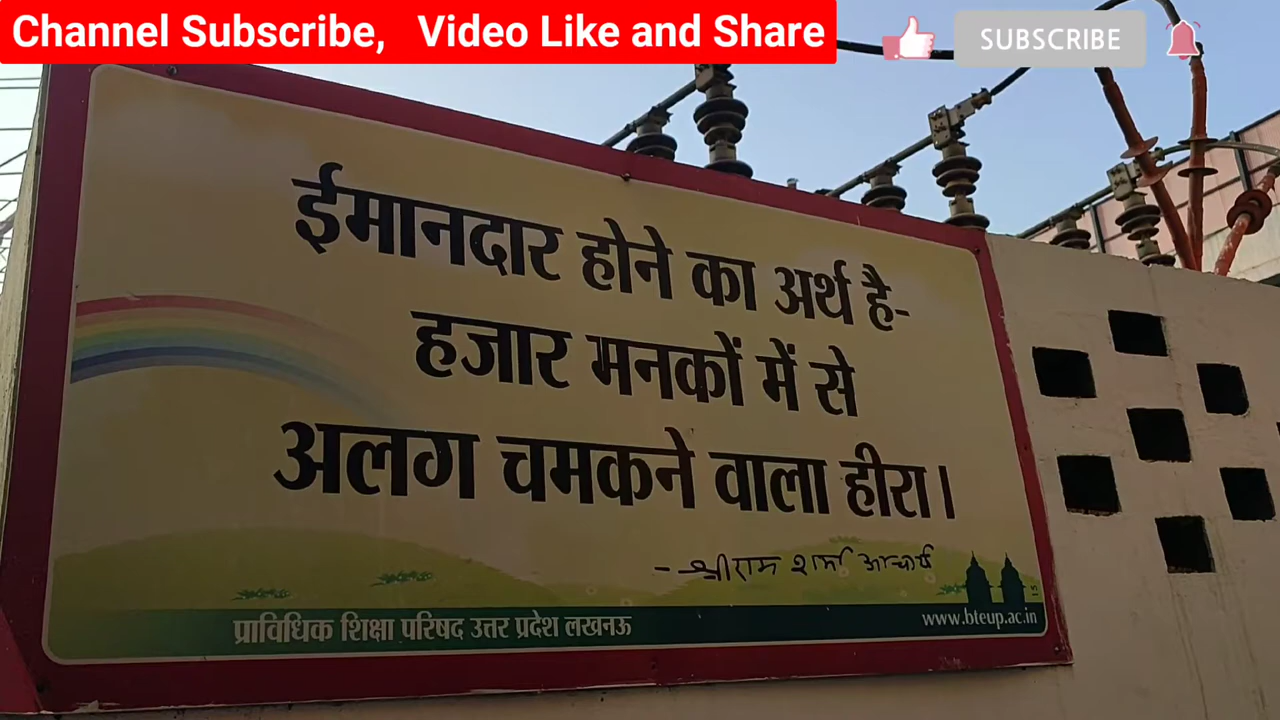 Channel Subscribe, Video Like and Share
SUBSCRIBE
ईमानदार होने का अर्थ है-
हजार मनकों में से
अलग चमकने वाला हीरा।
- श्रीराम शर्मा आचार्य
प्राविधिक शिक्षा परिषद उत्तर प्रदेश लखनऊ
www.bteup.ac.in